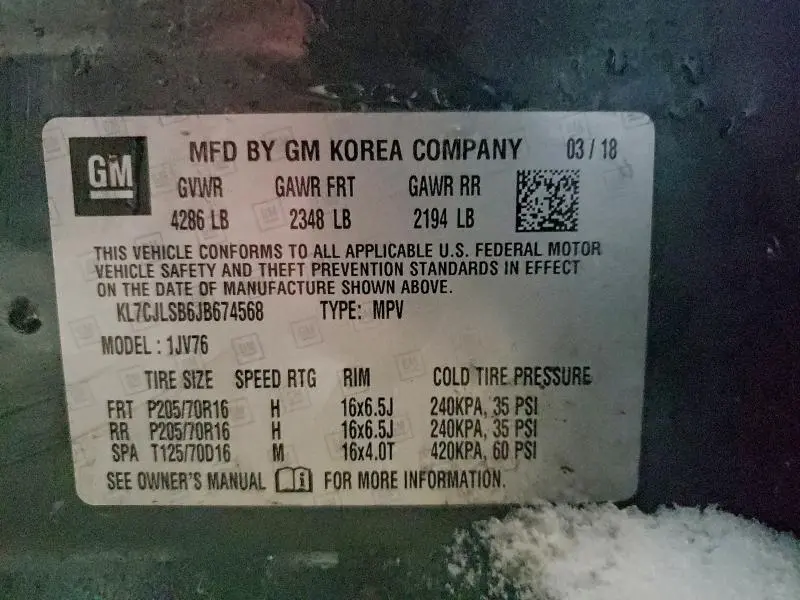 GM MFD BY GM KOREA COMPANY 03 / 18
GVWR GAWR FRT GAWR RR
4286 LB 2348 LB 2194 LB
THIS VEHICLE CONFORMS TO ALL APPLICABLE U.S. FEDERAL MOTOR
VEHICLE SAFETY AND THEFT PREVENTION STANDARDS IN EFFECT
ON THE DATE OF MANUFACTURE SHOWN ABOVE.
KL7CJLSB6JB674568 TYPE: MPV
MODEL : 1JV76
TIRE SIZE SPEED RTG RIM COLD TIRE PRESSURE
FRT P205/70R16 H 16x6.5J 240KPA, 35 PSI
RR P205/70R16 H 16x6.5J 240KPA, 35 PSI
SPA T125/70D16 M 16x4.0T 420KPA, 60 PSI
SEE OWNER'S MANUAL i FOR MORE INFORMATION.